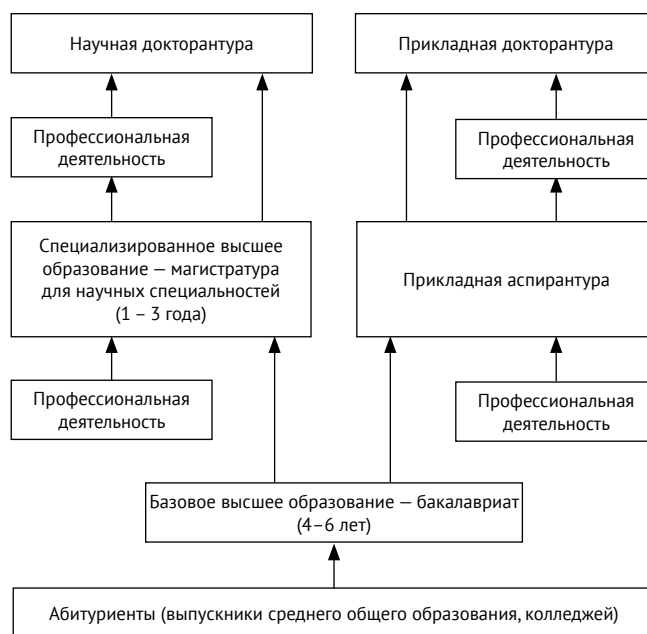 Научная докторантура
Прикладная докторантура
Профессиональная
деятельность
Профессиональная
деятельность
Специализированное высшее
образование — магистратура
для научных специальностей
(1 – 3 года)
Прикладная аспирантура
Профессиональная
деятельность
Профессиональная
деятельность
Базовое высшее образование — бакалавриат
(4–6 лет)
Абитуриенты (выпускники среднего общего образования, колледжей)